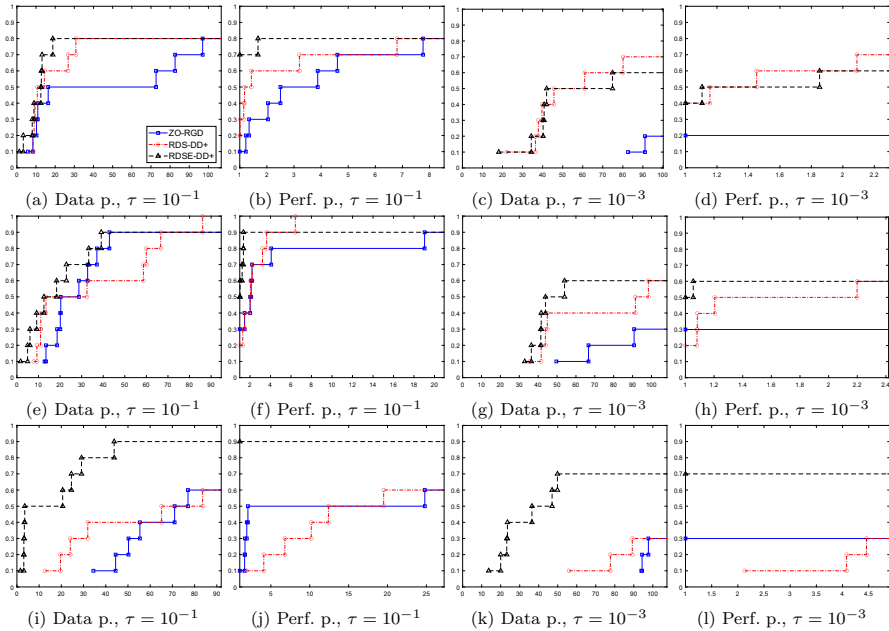 ZO-RGD
RDS-DD+
RDSE-DD+
(a) Data p., τ = 10⁻¹
(b) Perf. p., τ = 10⁻¹
(c) Data p., τ = 10⁻³
(d) Perf. p., τ = 10⁻³
(e) Data p., τ = 10⁻¹
(f) Perf. p., τ = 10⁻¹
(g) Data p., τ = 10⁻³
(h) Perf. p., τ = 10⁻³
(i) Data p., τ = 10⁻¹
(j) Perf. p., τ = 10⁻¹
(k) Data p., τ = 10⁻³
(l) Perf. p., τ = 10⁻³